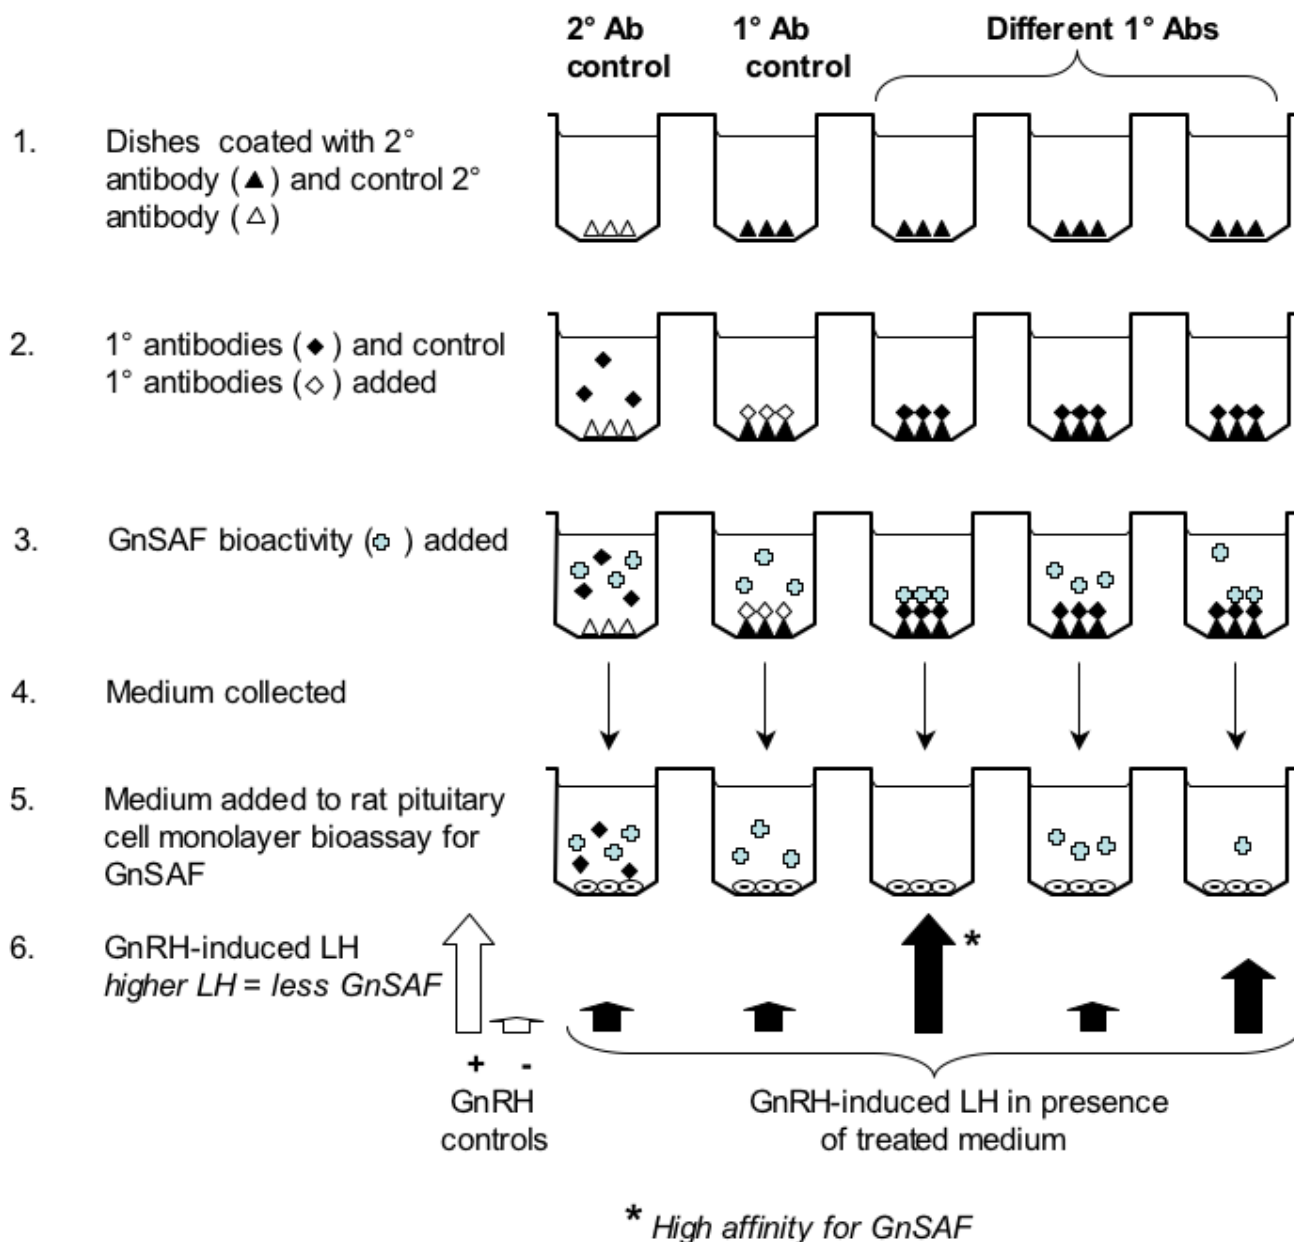 2° Ab control
1° Ab control
Different 1° Abs
1. Dishes coated with 2°
antibody (▲) and control 2°
antibody (△)
2. 1° antibodies (◆) and control
1° antibodies (◇) added
3. GnSAF bioactivity (✚) added
4. Medium collected
5. Medium added to rat pituitary
cell monolayer bioassay for
GnSAF
6. GnRH-induced LH
higher LH = less GnSAF
*
+ -
GnRH
controls
GnRH-induced LH in presence
of treated medium
* High affinity for GnSAF